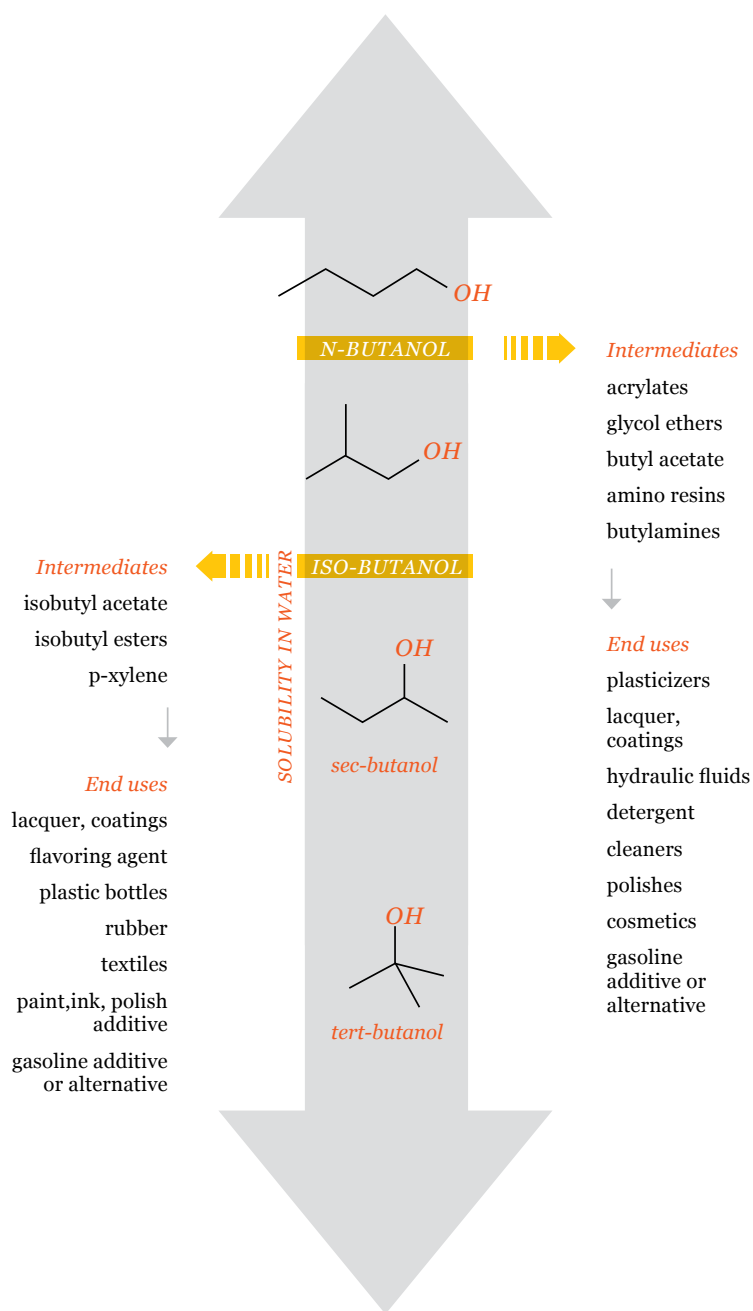 OH
N-BUTANOL
OH
ISO-BUTANOL
SOLUBILITY IN WATER
OH
sec-butanol
OH
tert-butanol
Intermediates
acrylates
glycol ethers
butyl acetate
amino resins
butylamines
End uses
plasticizers
lacquer,
coatings
hydraulic fluids
detergent
cleaners
polishes
cosmetics
gasoline
additive or
alternative
Intermediates
isobutyl acetate
isobutyl esters
p-xylene
End uses
lacquer, coatings
flavoring agent
plastic bottles
rubber
textiles
paint,ink, polish
additive
gasoline additive
or alternative